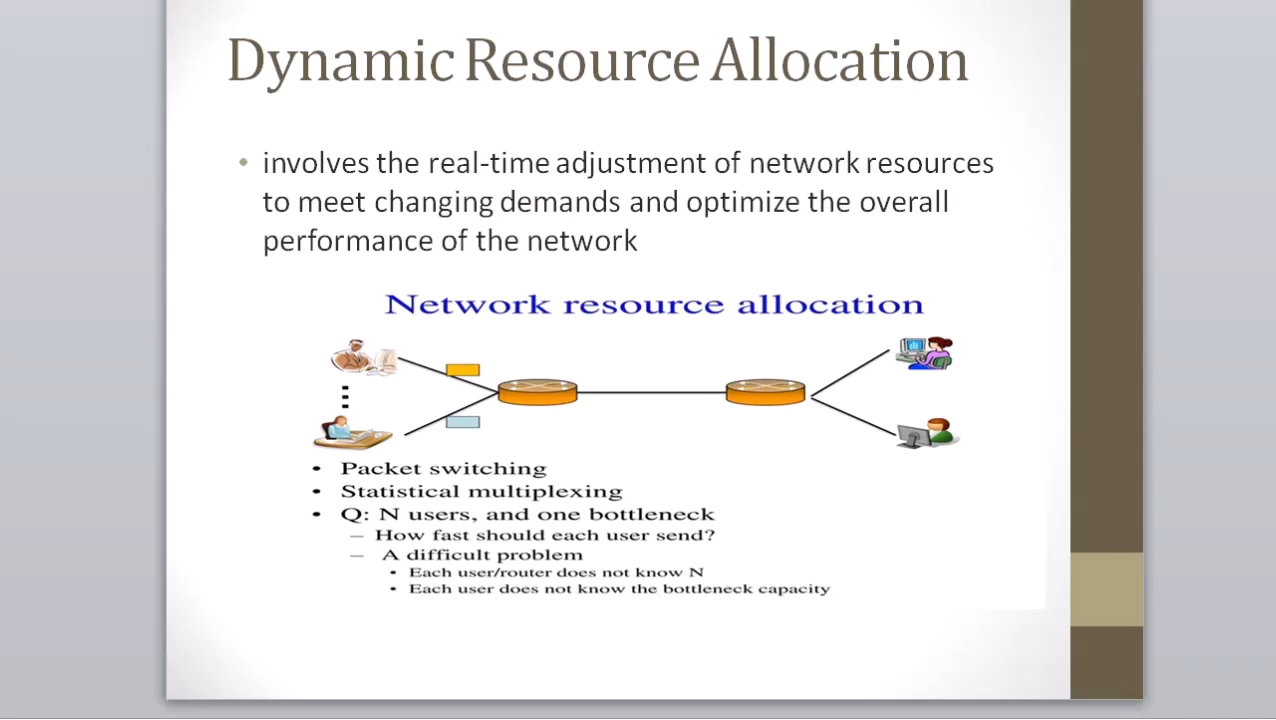 Dynamic Resource Allocation
• involves the real-time adjustment of network resources
to meet changing demands and optimize the overall
performance of the network
Network resource allocation
• Packet switching
• Statistical multiplexing
• Q: N users, and one bottleneck
– How fast should each user send?
– A difficult problem
• Each user/router does not know N
• Each user does not know the bottleneck capacity